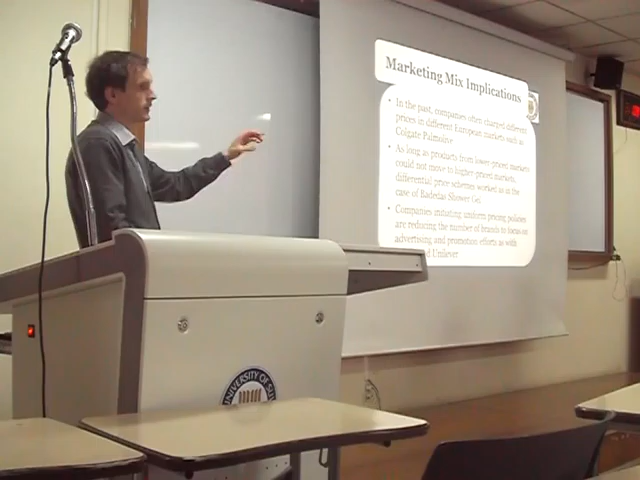 Marketing Mix Implications
• In the past, companies often charged different
prices in different European markets such as
Colgate Palmolive
• As long as products from lower-priced markets
could not move to higher-priced markets,
differential price schemes worked as in the
case of Badedas Shower Gel.
• Companies initiating uniform pricing policies
are reducing the number of brands to focus on
advertising and promotion efforts as with
Unilever
UNIVERSITY OF